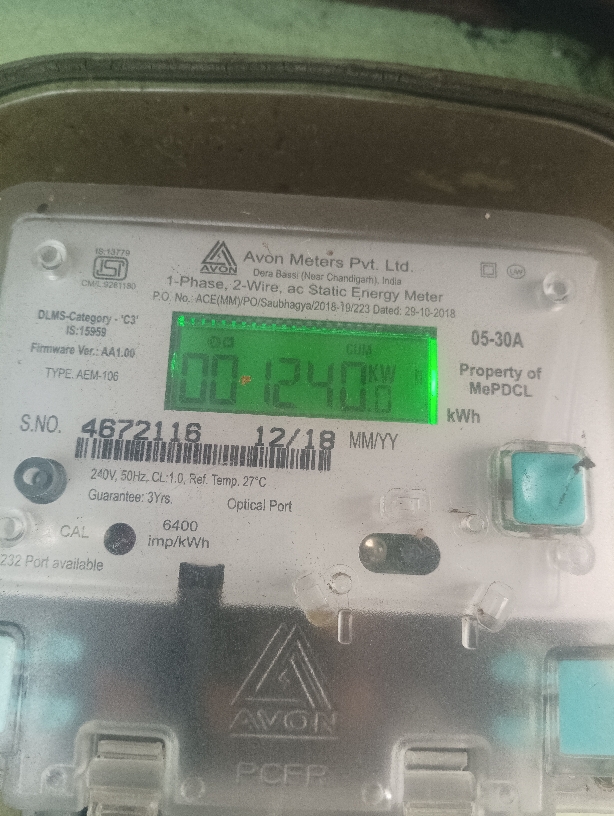 IS:13779
ISI
CM/L 9261180
AVON
Avon Meters Pvt. Ltd.
Dera Bassi (Near Chandigarh), India
1-Phase, 2-Wire, ac Static Energy Meter
P.O. No.: ACE(MM)/PO/Saubhagya/2018-19/223 Dated: 29-10-2018
DLMS-Category - 'C3'
IS:15959
Firmware Ver.: AA1.00
TYPE: AEM-106
CUM
001240.0
KW h
kWh
05-30A
Property of
MePDCL
S.NO. 4672116 12/18 MM/YY
240V, 50Hz, CL:1.0, Ref. Temp. 27°C
Guarantee: 3Yrs. Optical Port
CAL
6400
imp/kWh
232 Port available
AVON